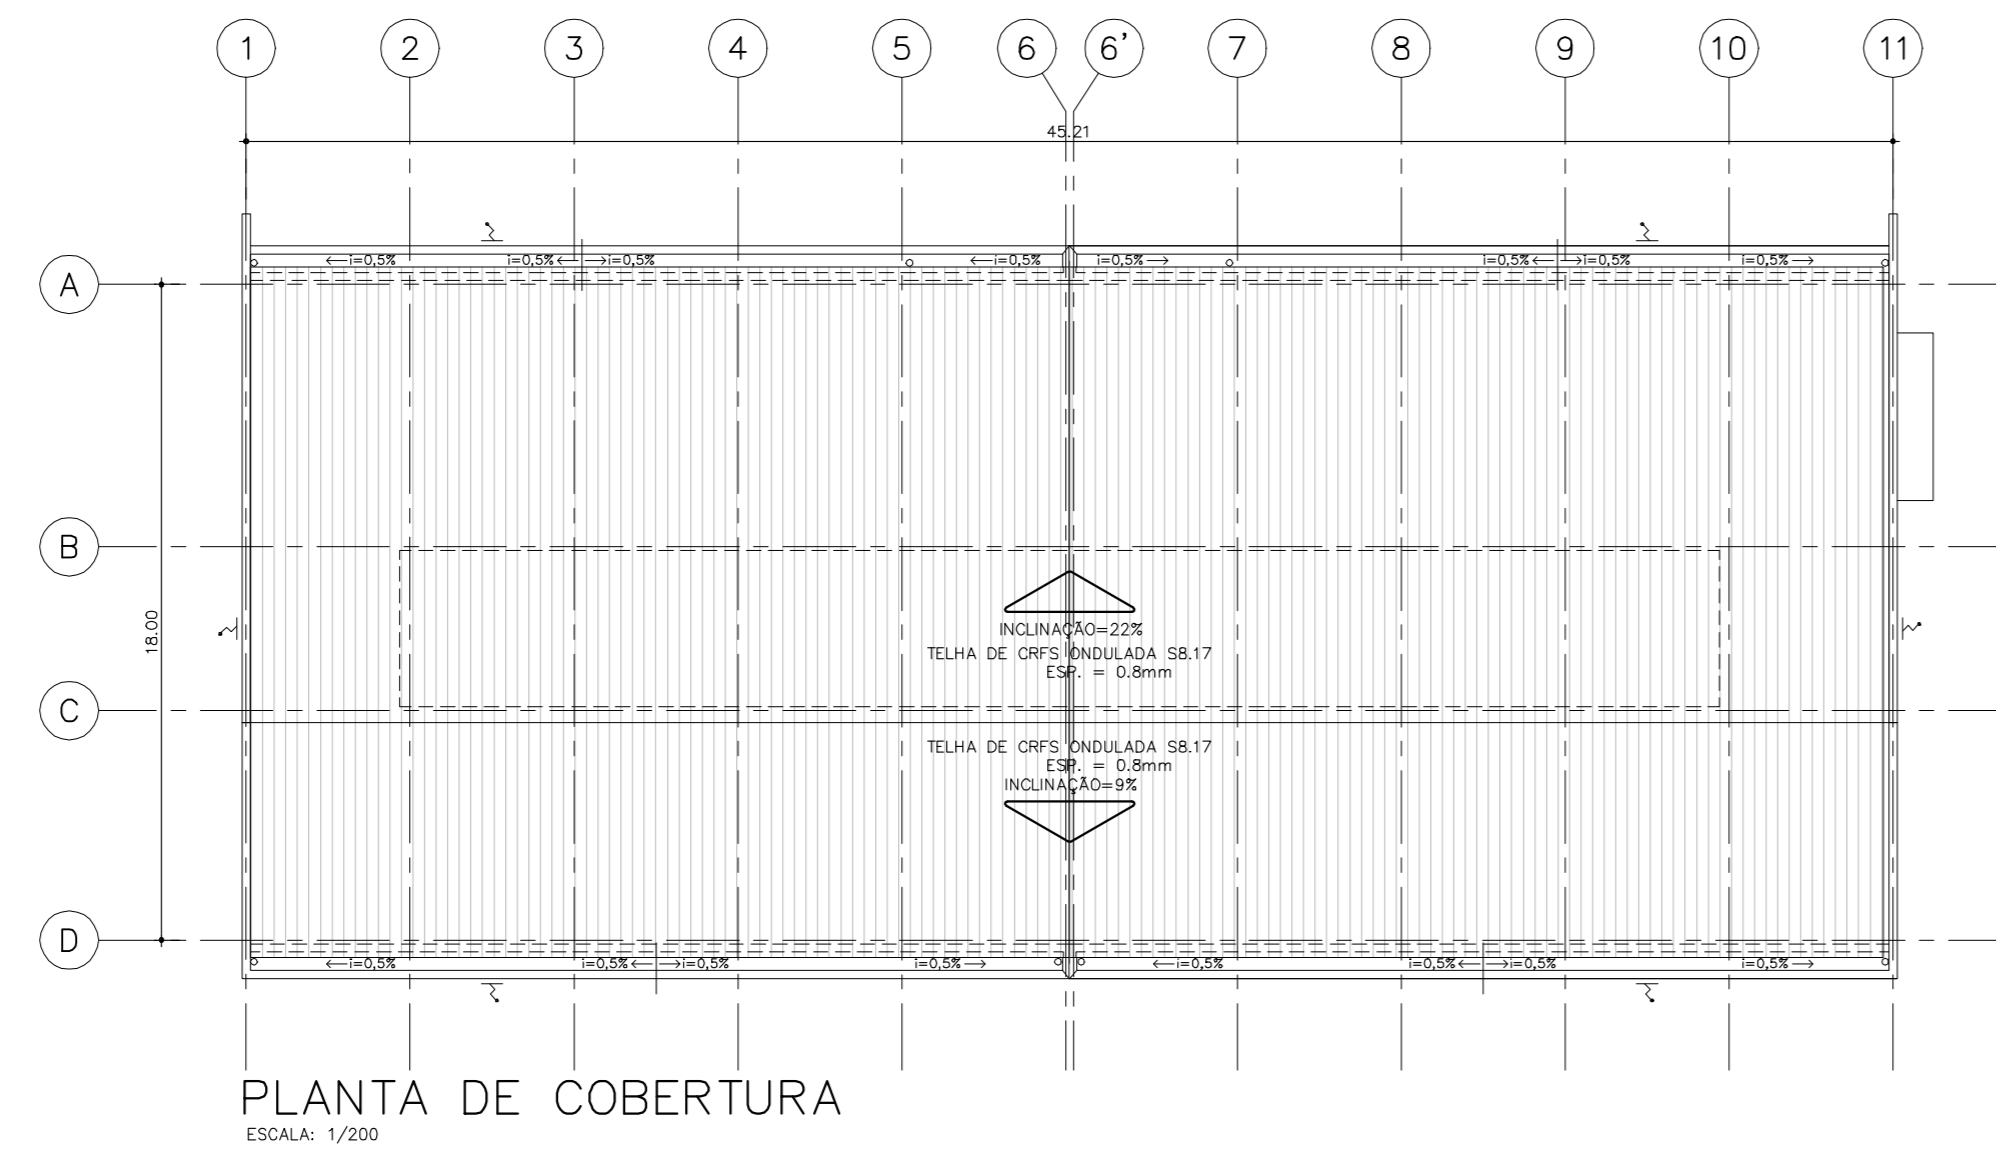 1 2 3 4 5 6 6' 7 8 9 10 11
45.21
←i=0,5% i=0,5%← →i=0,5% ←i=0,5% i=0,5%→ i=0,5%← →i=0,5% i=0,5%→
A
B
18.00
INCLINAÇÃO=22%
TELHA DE CRFS ONDULADA S8.17
ESP. = 0.8mm
C
TELHA DE CRFS ONDULADA S8.17
ESP. = 0.8mm
INCLINAÇÃO=9%
D
←i=0,5% i=0,5%← →i=0,5% i=0,5%→ ←i=0,5% i=0,5%← →i=0,5% i=0,5%→
PLANTA DE COBERTURA
ESCALA: 1/200